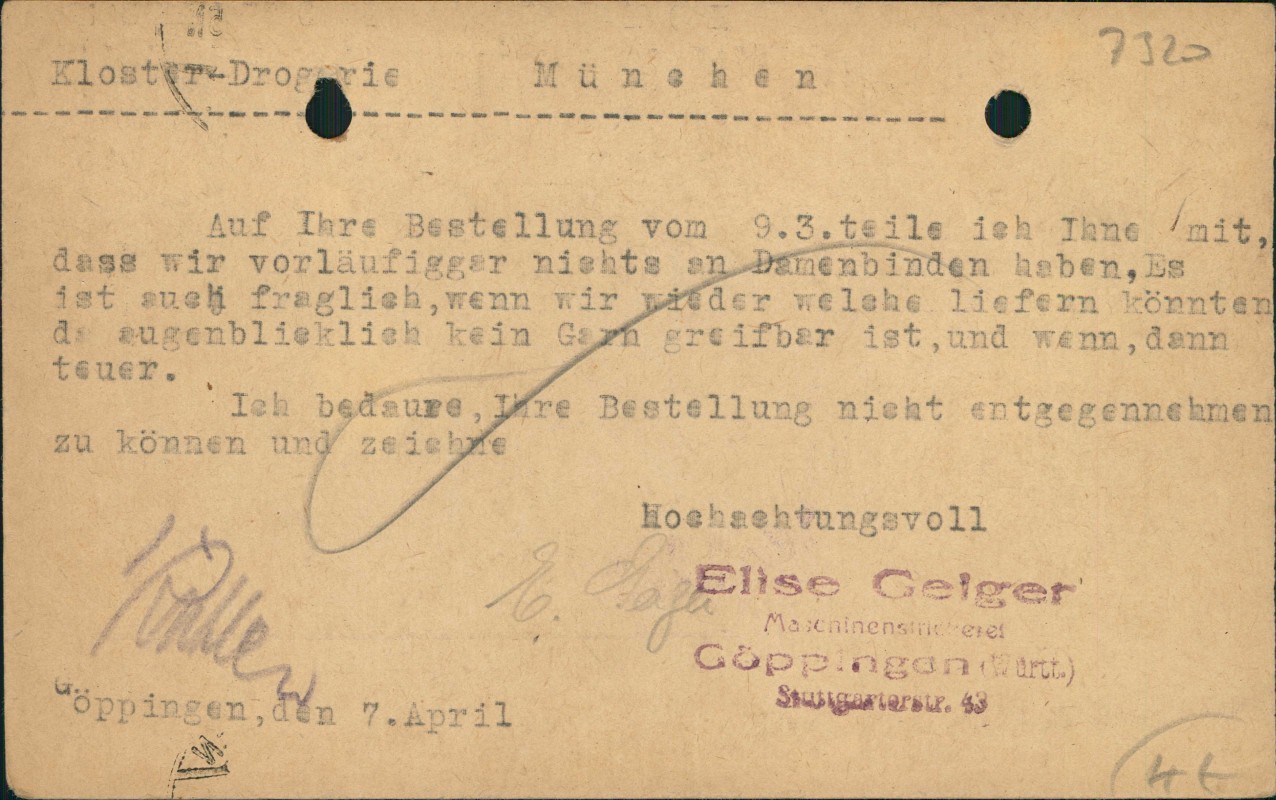 7320
Kloster-Drogerie München
Auf Ihre Bestellung vom 9.3.teile ich Ihne mit,
dass wir vorläufiggar nichts an Damenbinden haben,Es
ist auch fraglich,wenn wir wieder welche liefern könnten
da augenblicklich kein Garn greifbar ist,und wenn,dann
teuer.
Ich bedaure,Ihre Bestellung nicht entgegennehmen
zu können und zeichne
Hochachtungsvoll
E. Geiger
Elise Geiger
Maschinenstrickerei
Göppingen (Württ.)
Stuttgarterstr. 43
Göppingen,den 7.April